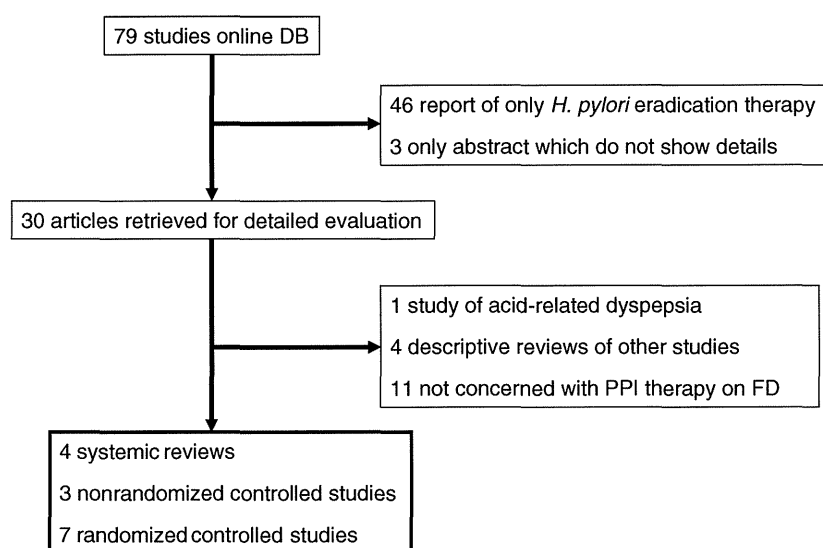 79 studies online DB
46 report of only H. pylori eradication therapy
3 only abstract which do not show details
30 articles retrieved for detailed evaluation
1 study of acid-related dyspepsia
4 descriptive reviews of other studies
11 not concerned with PPI therapy on FD
4 systemic reviews
3 nonrandomized controlled studies
7 randomized controlled studies